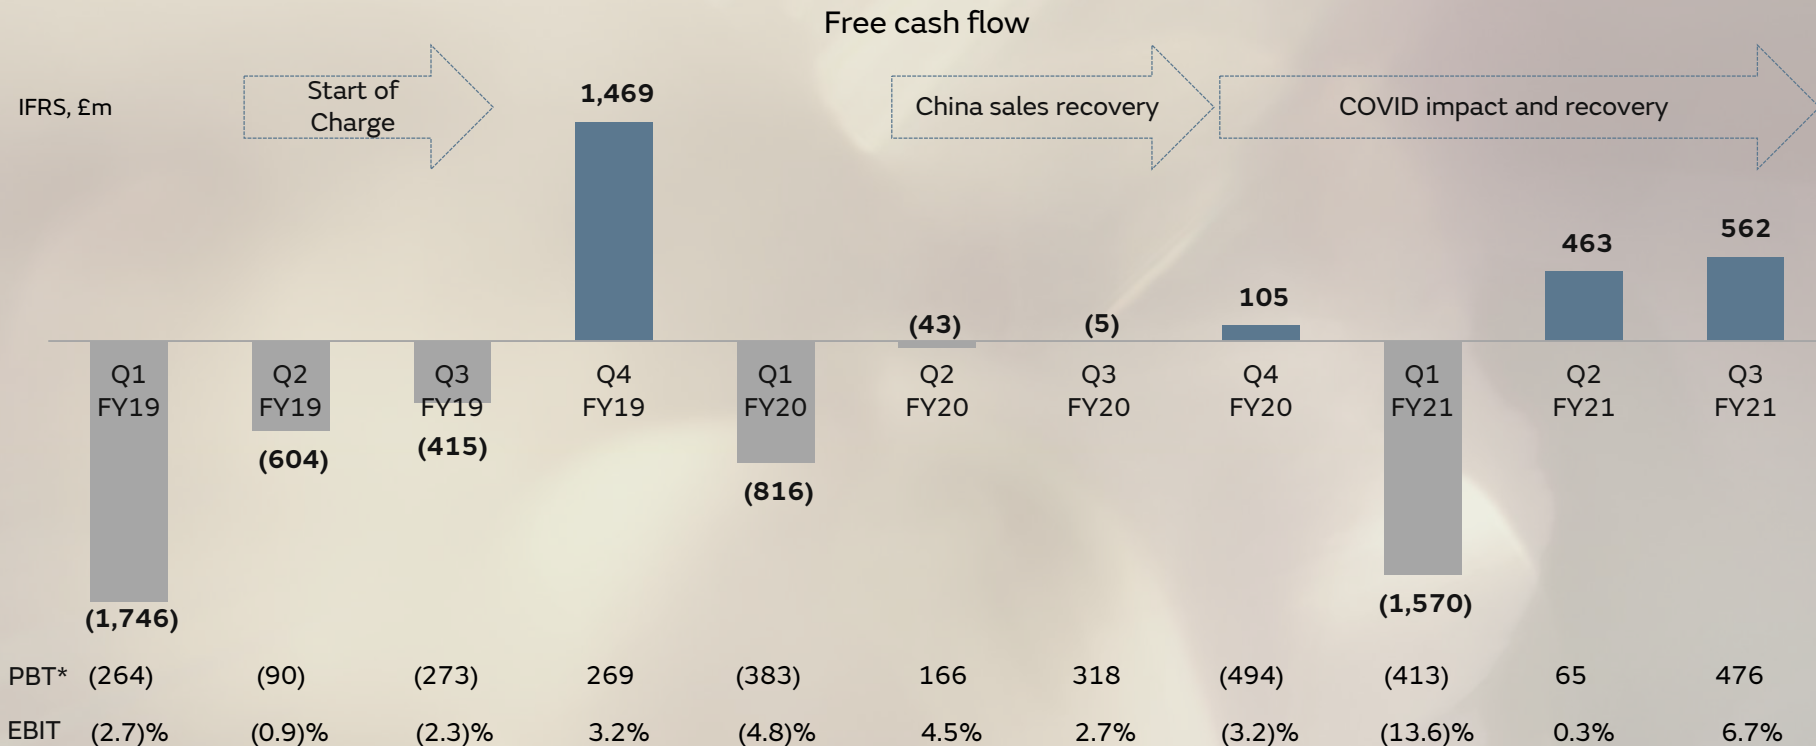 Free cash flow
IFRS, £m
Start of
Charge
1,469
China sales recovery
COVID impact and recovery
562
463
105
(43)
(5)
Q1 Q2 Q3 Q4 Q1 Q2 Q3 Q4 Q1 Q2 Q3
FY19 FY19 FY19 FY19 FY20 FY20 FY20 FY20 FY21 FY21 FY21
(415)
(604)
(816)
(1,570)
(1,746)
PBT* (264) (90) (273) 269 (383) 166 318 (494) (413) 65 476
EBIT (2.7)% (0.9)% (2.3)% 3.2% (4.8)% 4.5% 2.7% (3.2)% (13.6)% 0.3% 6.7%